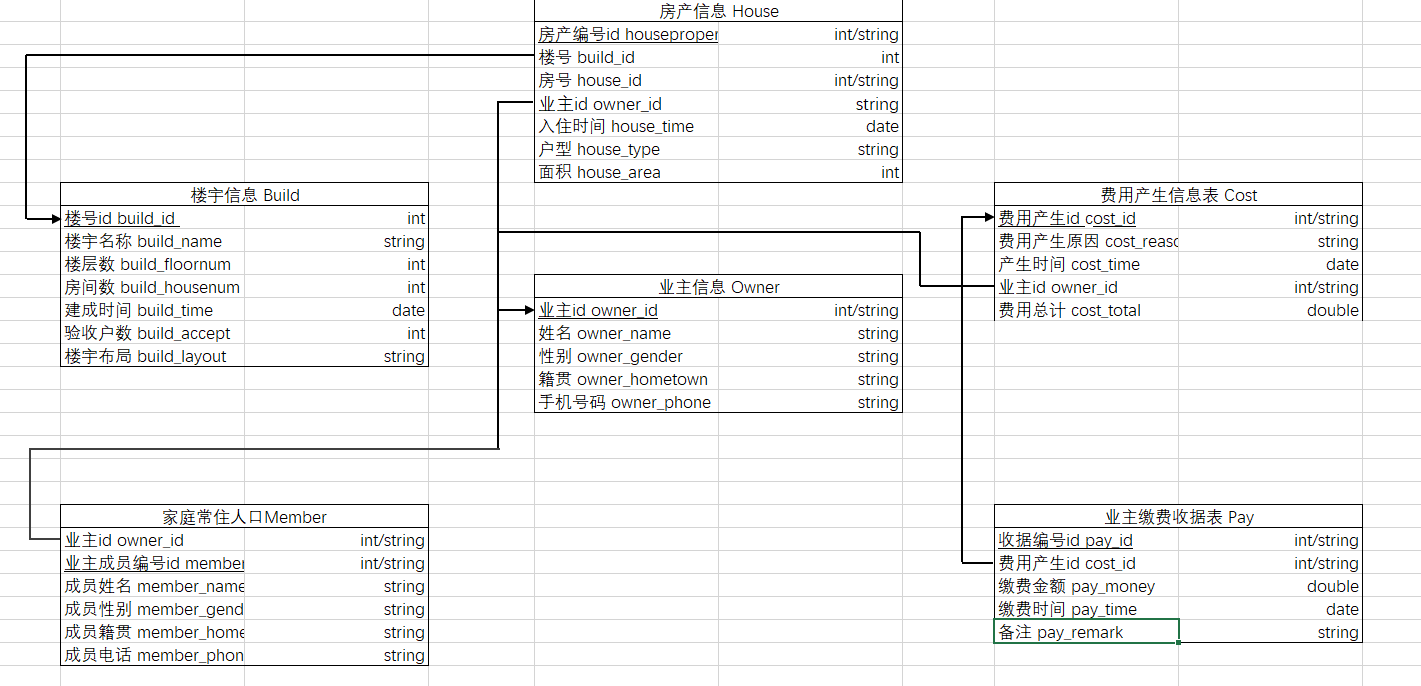 房产信息 House
房产编号id houseproper int/string
楼号 build_id int
房号 house_id int/string
业主id owner_id string
入住时间 house_time date
户型 house_type string
面积 house_area int
楼宇信息 Build
楼号id build_id int
楼宇名称 build_name string
楼层数 build_floornum int
房间数 build_housenum int
建成时间 build_time date
验收户数 build_accept int
楼宇布局 build_layout string
业主信息 Owner
业主id owner_id int/string
姓名 owner_name string
性别 owner_gender string
籍贯 owner_hometown string
手机号码 owner_phone string
费用产生信息表 Cost
费用产生id cost_id int/string
费用产生原因 cost_reaso string
产生时间 cost_time date
业主id owner_id int/string
费用总计 cost_total double
家庭常住人口Member
业主id owner_id int/string
业主成员编号id member int/string
成员姓名 member_name string
成员性别 member_gend string
成员籍贯 member_home string
成员电话 member_phon string
业主缴费收据表 Pay
收据编号id pay_id int/string
费用产生id cost_id int/string
缴费金额 pay_money double
缴费时间 pay_time date
备注 pay_remark string